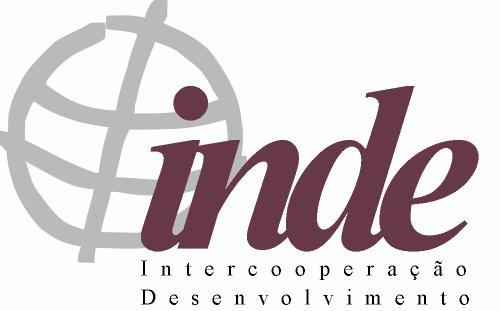 inde
Intercooperação
Desenvolvimento